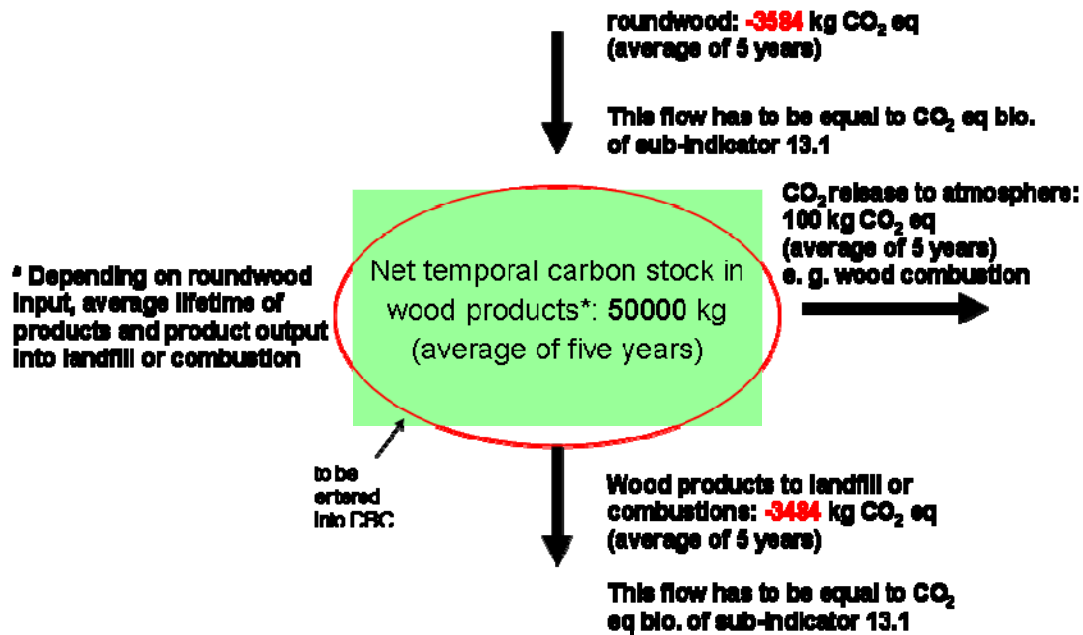 roundwood: -3584 kg CO₂ eq
(average of 5 years)
This flow has to be equal to CO₂ eq bio.
of sub-indicator 13.1
CO₂ release to atmosphere:
100 kg CO₂ eq
(average of 5 years)
e. g. wood combustion
* Depending on roundwood
input, average lifetime of
products and product output
into landfill or combustion
Net temporal carbon stock in
wood products*: 50000 kg
(average of five years)
to be
entered
into CBC
Wood products to landfill or
combustions: -3484 kg CO₂ eq
(average of 5 years)
This flow has to be equal to CO₂
eq bio. of sub-indicator 13.1